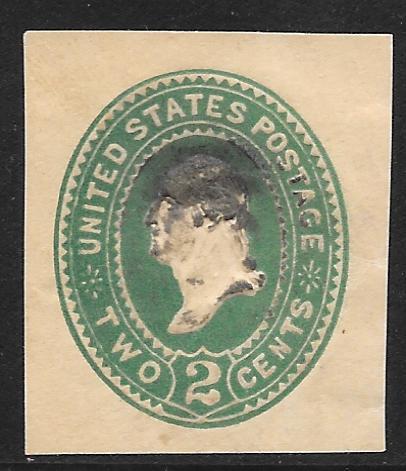 UNITED STATES POSTAGE
TWO 2 CENTS